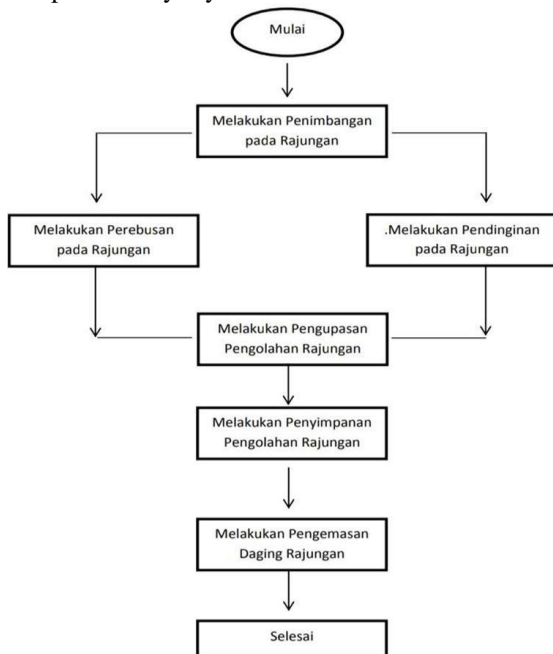 Mulai
Melakukan Penimbangan
pada Rajungan
Melakukan Perebusan
pada Rajungan
.Melakukan Pendinginan
pada Rajungan
Melakukan Pengupasan
Pengolahan Rajungan
Melakukan Penyimpanan
Pengolahan Rajungan
Melakukan Pengemasan
Daging Rajungan
Selesai